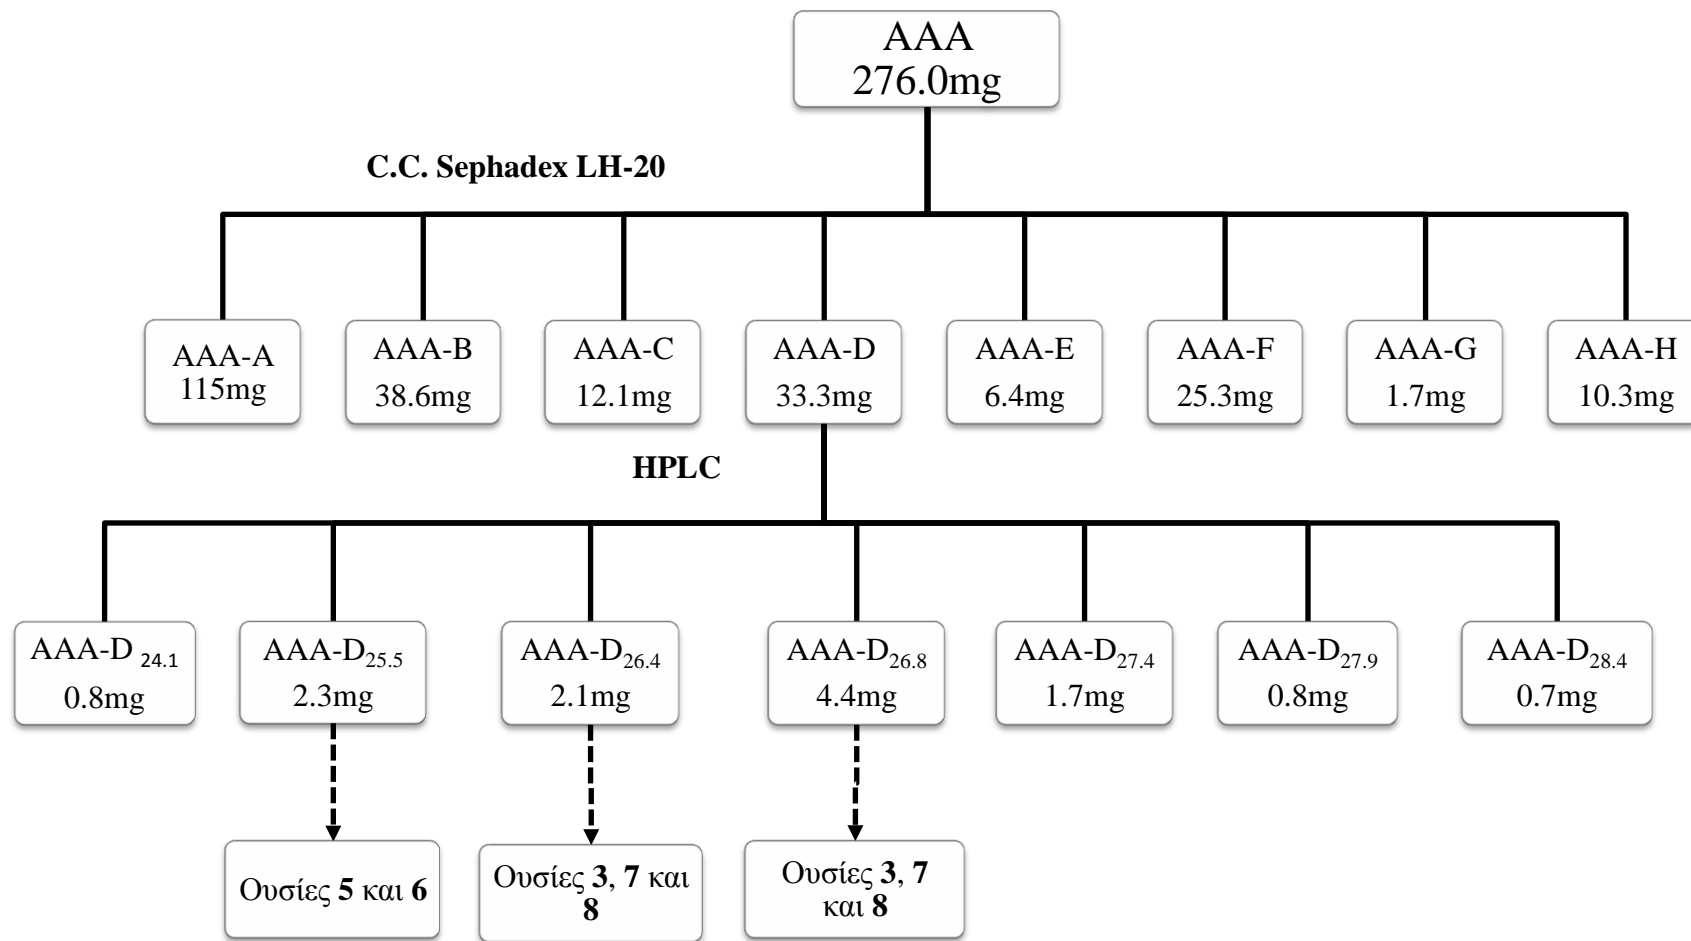 AAA
276.0mg
C.C. Sephadex LH-20
AAA-A
115mg
AAA-B
38.6mg
AAA-C
12.1mg
AAA-D
33.3mg
AAA-E
6.4mg
AAA-F
25.3mg
AAA-G
1.7mg
AAA-H
10.3mg
HPLC
AAA-D 24.1
0.8mg
AAA-D25.5
2.3mg
AAA-D26.4
2.1mg
AAA-D26.8
4.4mg
AAA-D27.4
1.7mg
AAA-D27.9
0.8mg
AAA-D28.4
0.7mg
Ουσίες 5 και 6
Ουσίες 3, 7 και
8
Ουσίες 3, 7
και 8